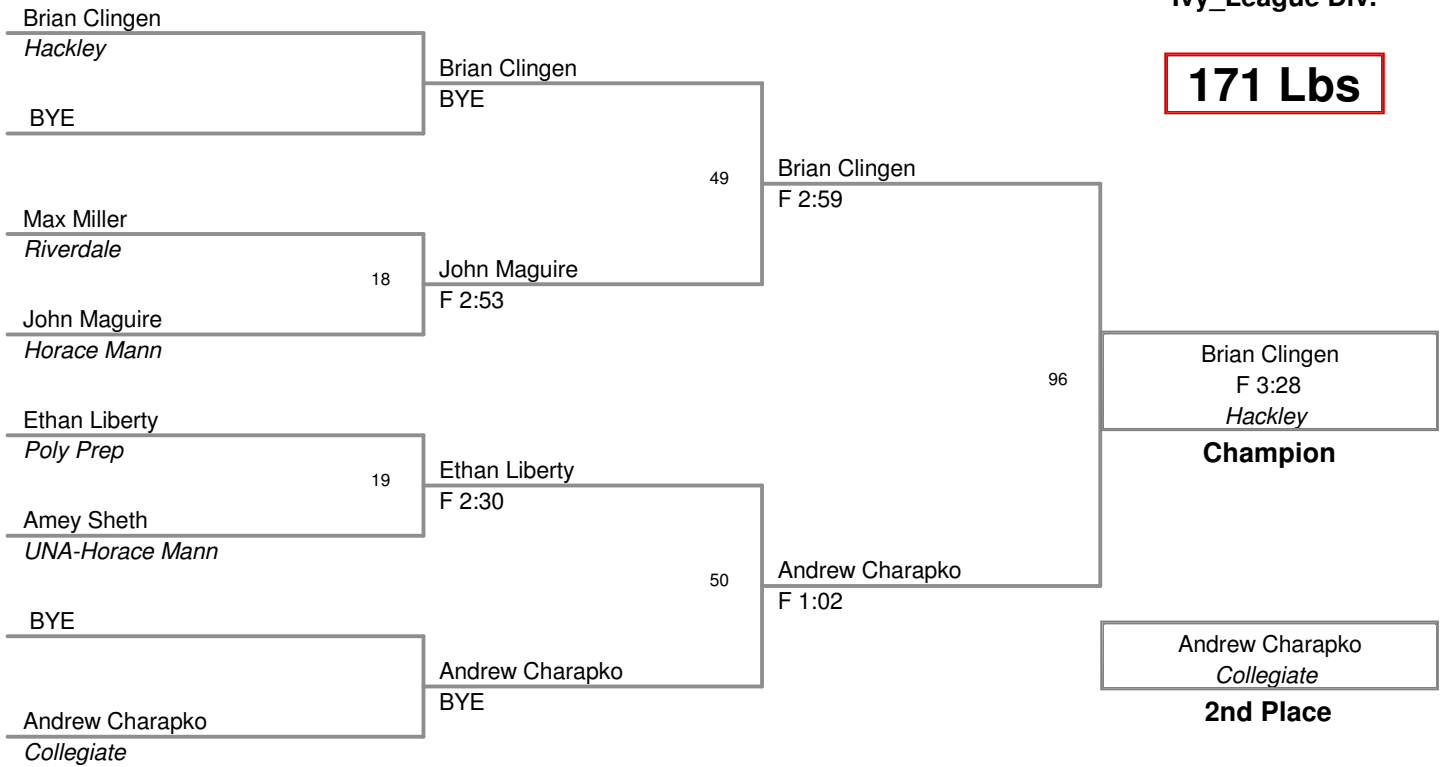 Ivy_League Div.
171 Lbs
Brian Clingen
Hackley
BYE
Max Miller
Riverdale
18
John Maguire
Horace Mann
Ethan Liberty
Poly Prep
19
Amey Sheth
UNA-Horace Mann
BYE
Andrew Charapko
Collegiate
Brian Clingen
BYE
49
John Maguire
F 2:53
Ethan Liberty
F 2:30
50
Andrew Charapko
BYE
Brian Clingen
F 2:59
96
Andrew Charapko
F 1:02
Brian Clingen
F 3:28
Hackley
Champion
Andrew Charapko
Collegiate
2nd Place